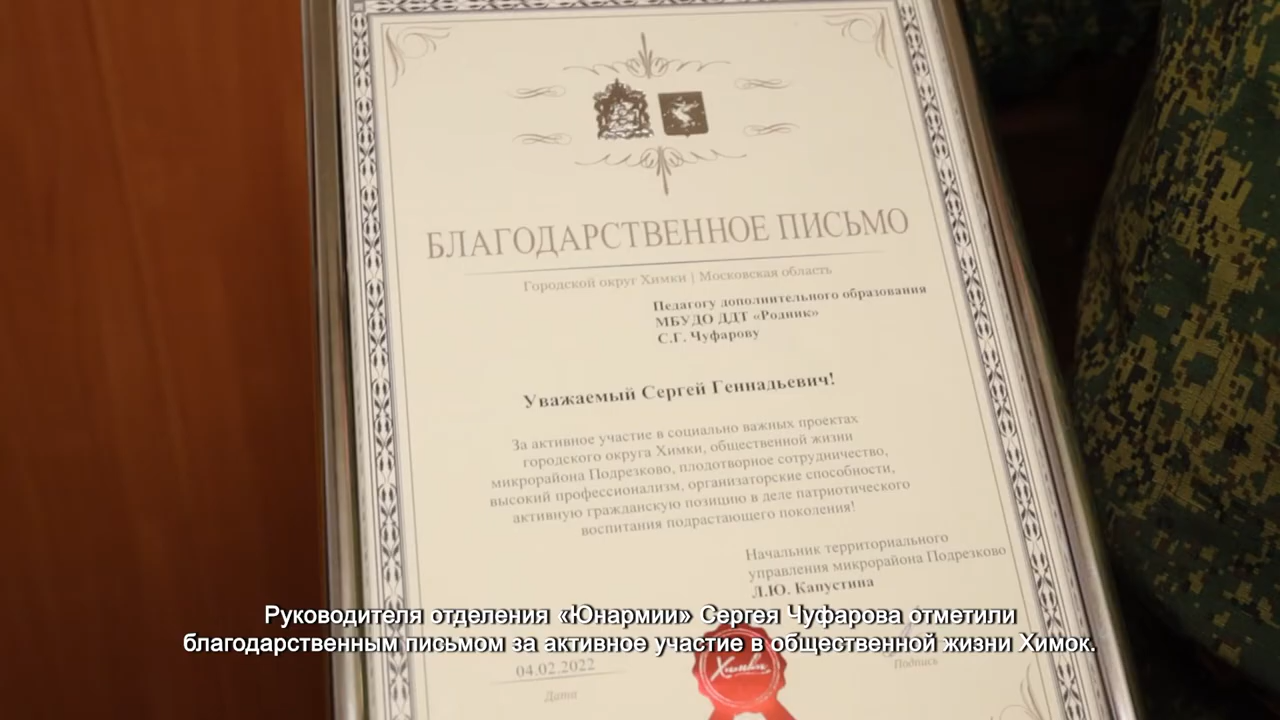 БЛАГОДАРСТВЕННОЕ ПИСЬМО
Городской округ Химки | Московская область
Педагогу дополнительного образования
МБУДО ДДТ «Родник»
С.Г. Чуфарову
Уважаемый Сергей Геннадьевич!
За активное участие в социально важных проектах
городского округа Химки, общественной жизни
микрорайона Подрезково, плодотворное сотрудничество,
высокий профессионализм, организаторские способности,
активную гражданскую позицию в деле патриотического
воспитания подрастающего поколения!
Начальник территориального
управления микрорайона Подрезково
Л.Ю. Капустина
Руководителя отделения «Юнармии» Сергея Чуфарова отметили
благодарственным письмом за активное участие в общественной жизни Химок.
04.02.2022
Химки
Подпись
Дата